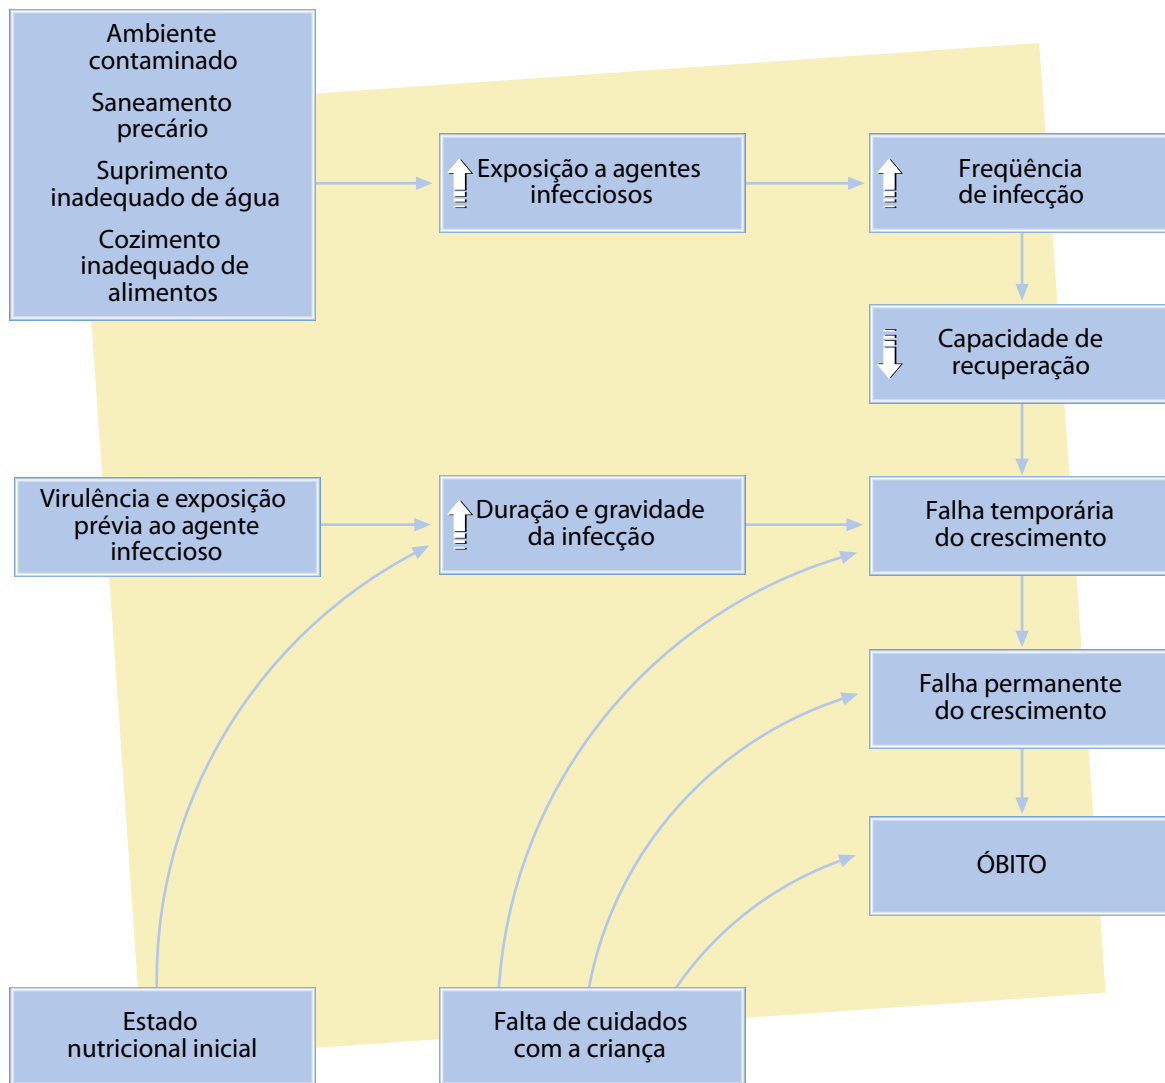 Ambiente
contaminado
Saneamento
precário
Suprimento
inadequado de água
Cozimento
inadequado de
alimentos
Exposição a agentes
infecciosos
Freqüência
de infecção
Capacidade de
recuperação
Virulência e exposição
prévia ao agente
infeccioso
Duração e gravidade
da infecção
Falha temporária
do crescimento
Falha permanente
do crescimento
ÓBITO
Estado
nutricional inicial
Falta de cuidados
com a criança